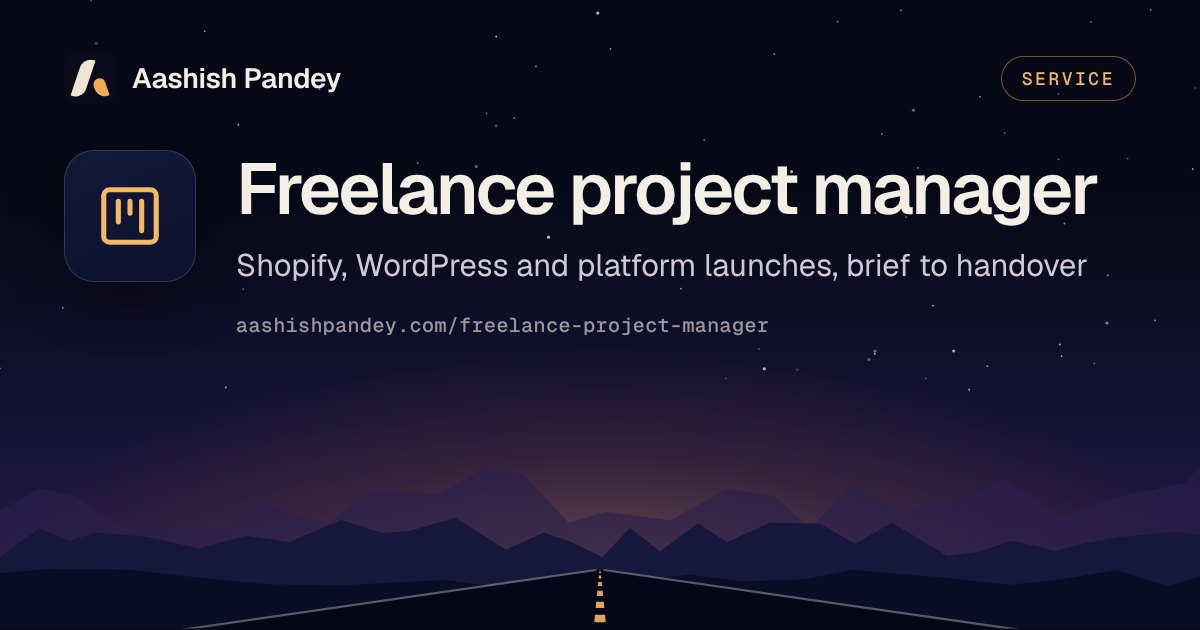 Aashish Pandey
SERVICE
Freelance project manager
Shopify, WordPress and platform launches, brief to handover
aashishpandey.com/freelance-project-manager